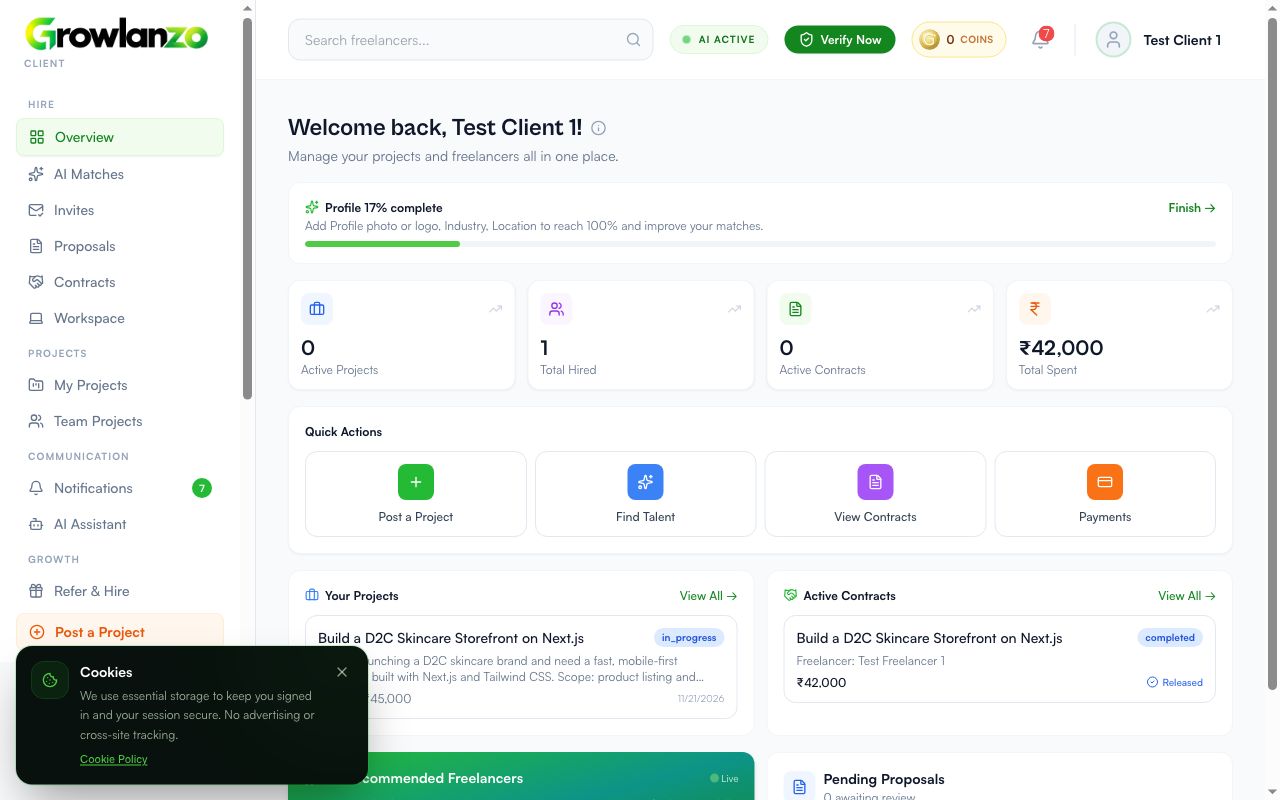 Growlanzo
CLIENT
HIRE
Overview
AI Matches
Invites
Proposals
Contracts
Workspace
PROJECTS
My Projects
Team Projects
COMMUNICATION
Notifications
7
AI Assistant
GROWTH
Refer & Hire
Post a Project
Search freelancers...
AI ACTIVE
Verify Now
0 COINS
7
Test Client 1
Welcome back, Test Client 1!
Manage your projects and freelancers all in one place.
Profile 17% complete
Finish →
Add Profile photo or logo, Industry, Location to reach 100% and improve your matches.
0
Active Projects
1
Total Hired
0
Active Contracts
₹42,000
Total Spent
Quick Actions
Post a Project
Find Talent
View Contracts
Payments
Your Projects
View All →
Build a D2C Skincare Storefront on Next.js
in_progress
unching a D2C skincare brand and need a fast, mobile-first
built with Next.js and Tailwind CSS. Scope: product listing and...
₹45,000
11/21/2026
Active Contracts
View All →
Build a D2C Skincare Storefront on Next.js
completed
Freelancer: Test Freelancer 1
₹42,000
Released
commended Freelancers
Live
Pending Proposals
0 awaiting review
Cookies
We use essential storage to keep you signed
in and your session secure. No advertising or
cross-site tracking.
Cookie Policy